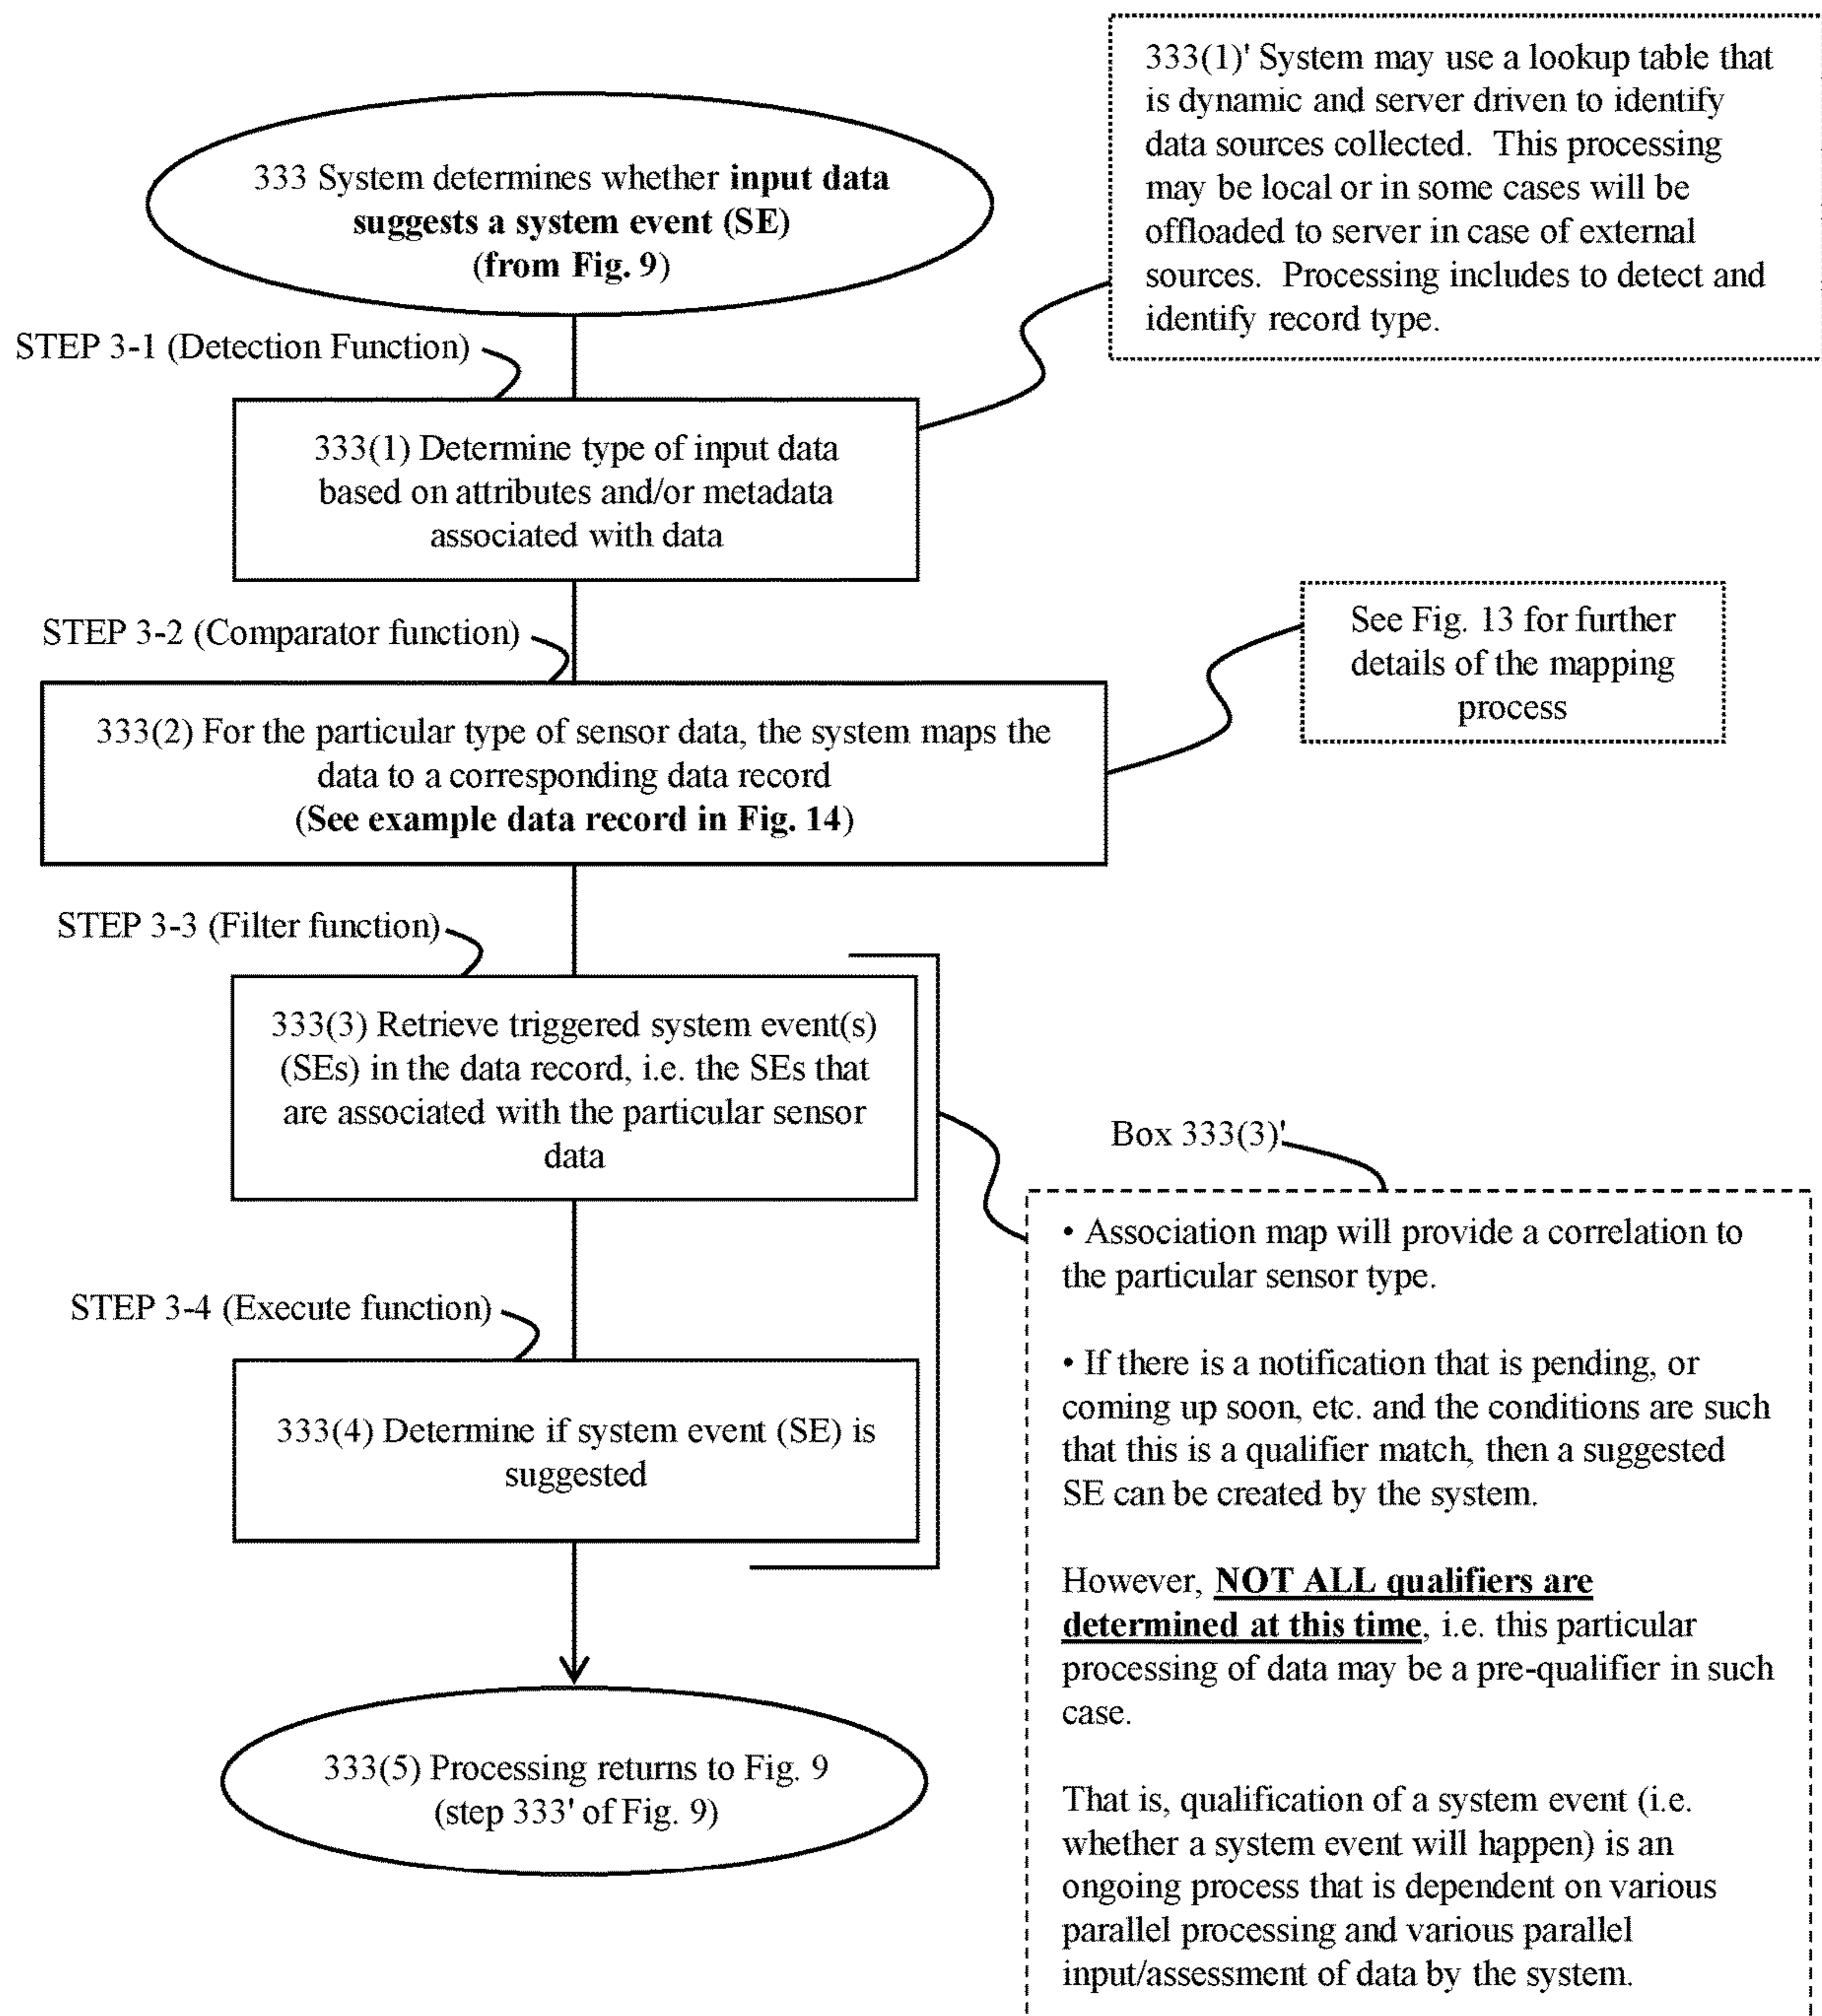 333 System determines whether input data
suggests a system event (SE)
(from Fig. 9)
333(1)' System may use a lookup table that
is dynamic and server driven to identify
data sources collected. This processing
may be local or in some cases will be
offloaded to server in case of external
sources. Processing includes to detect and
identify record type.
STEP 3-1 (Detection Function)
333(1) Determine type of input data
based on attributes and/or metadata
associated with data
STEP 3-2 (Comparator function)
See Fig. 13 for further
details of the mapping
process
333(2) For the particular type of sensor data, the system maps the
data to a corresponding data record
(See example data record in Fig. 14)
STEP 3-3 (Filter function)
333(3) Retrieve triggered system event(s)
(SEs) in the data record, i.e. the SEs that
are associated with the particular sensor
data
Box 333(3)'
• Association map will provide a correlation to
the particular sensor type.
• If there is a notification that is pending, or
coming up soon, etc. and the conditions are such
that this is a qualifier match, then a suggested
SE can be created by the system.
However, NOT ALL qualifiers are
determined at this time, i.e. this particular
processing of data may be a pre-qualifier in such
case.
That is, qualification of a system event (i.e.
whether a system event will happen) is an
ongoing process that is dependent on various
parallel processing and various parallel
input/assessment of data by the system.
STEP 3-4 (Execute function)
333(4) Determine if system event (SE) is
suggested
333(5) Processing returns to Fig. 9
(step 333' of Fig. 9)